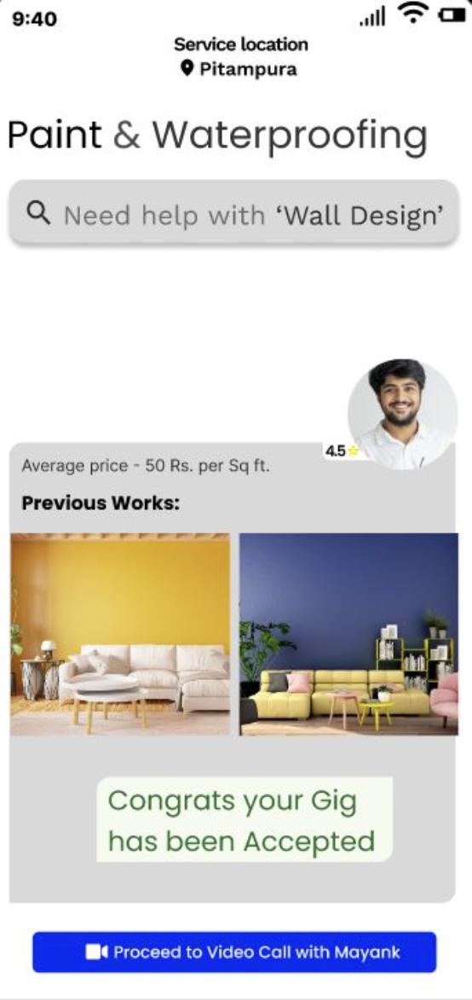 9:40
Service location
Pitampura
Paint & Waterproofing
Need help with ‘Wall Design’
4.5
Average price - 50 Rs. per Sq ft.
Previous Works:
Congrats your Gig
has been Accepted
Proceed to Video Call with Mayank